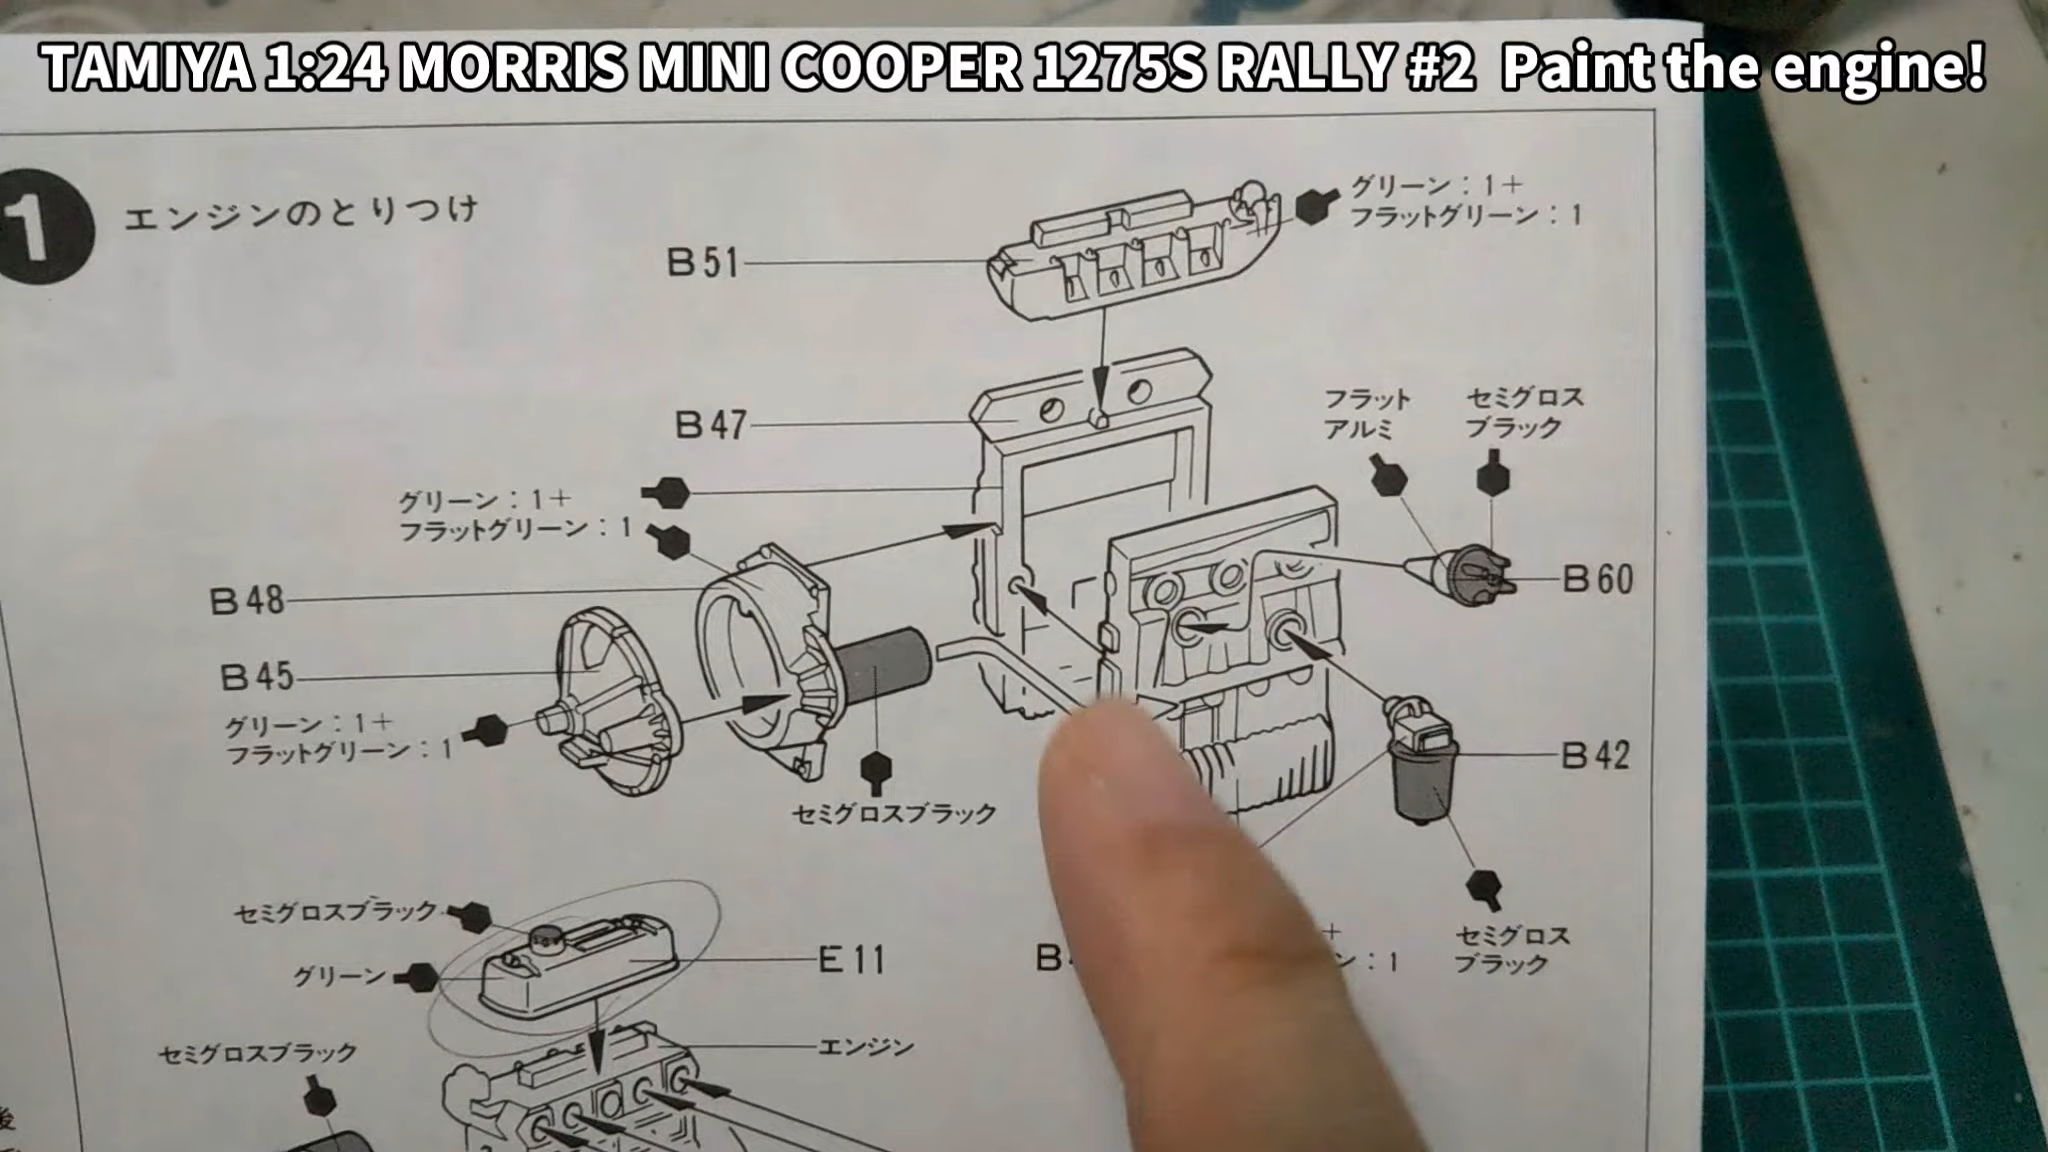 TAMIYA 1:24 MORRIS MINI COOPER 1275S RALLY #2 Paint the engine!
1
エンジンのとりつけ
グリーン：1＋
フラットグリーン：1
B51
B47
フラット
アルミ
セミグロス
ブラック
グリーン：1＋
フラットグリーン：1
B48
B60
B45
グリーン：1＋
フラットグリーン：1
B42
セミグロスブラック
セミグロスブラック
グリーン
E11
B
＋
ン：1
セミグロス
ブラック
エンジン
セミグロスブラック